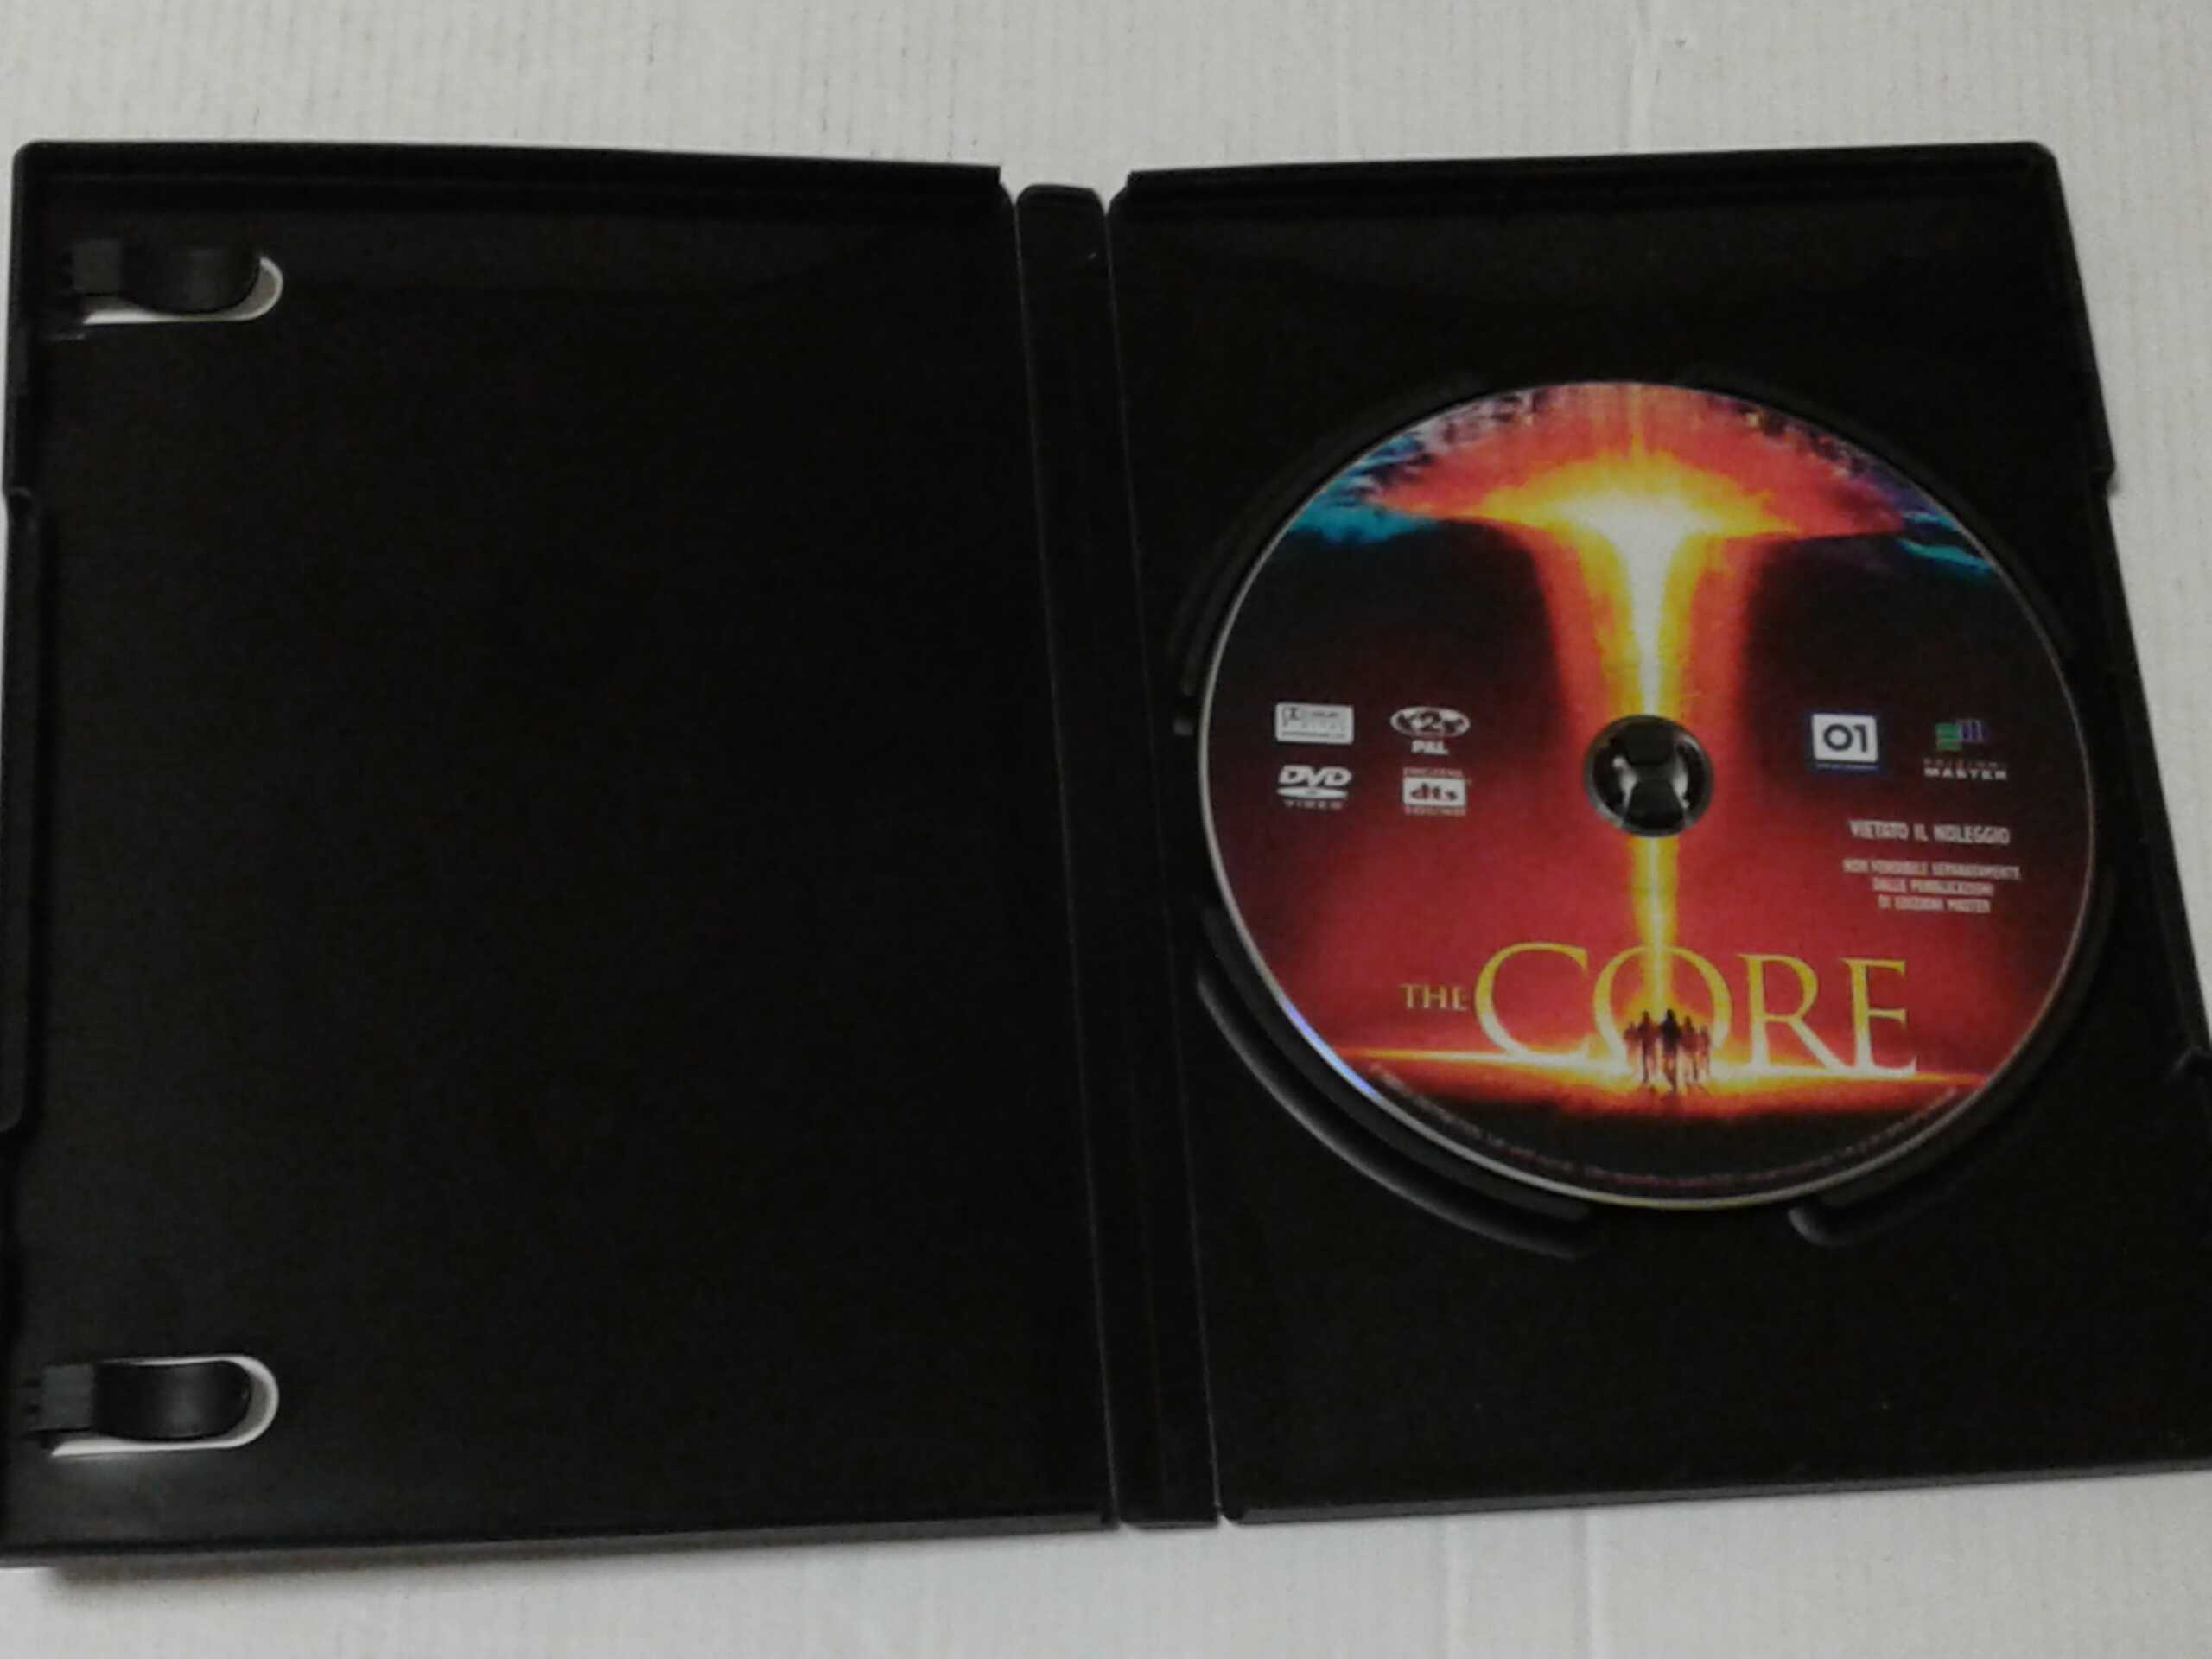 2
PAL
DVD
VIDEO
dts
01
EDIZIONI
MASTER
VIETATO IL NOLEGGIO
NON VENDIBILE SEPARATAMENTE
DALLE PUBBLICAZIONI
DI EDIZIONI MASTER
THE CORE